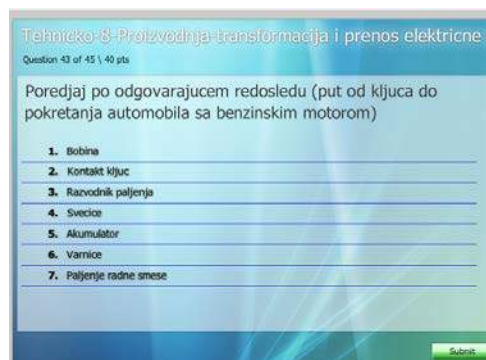 Tehnicko-8-Proizvodnja-transformacija i prenos elektricne
Question 43 of 45 \ 40 pts
Poredjaj po odgovarajucem redosledu (put od kljuca do
pokretanja automobila sa benzinskim motorom)
1. Bobina
2. Kontakt kljuc
3. Razvodnik paljenja
4. Svecice
5. Akumulator
6. Varnice
7. Paljenje radne smese
Submit